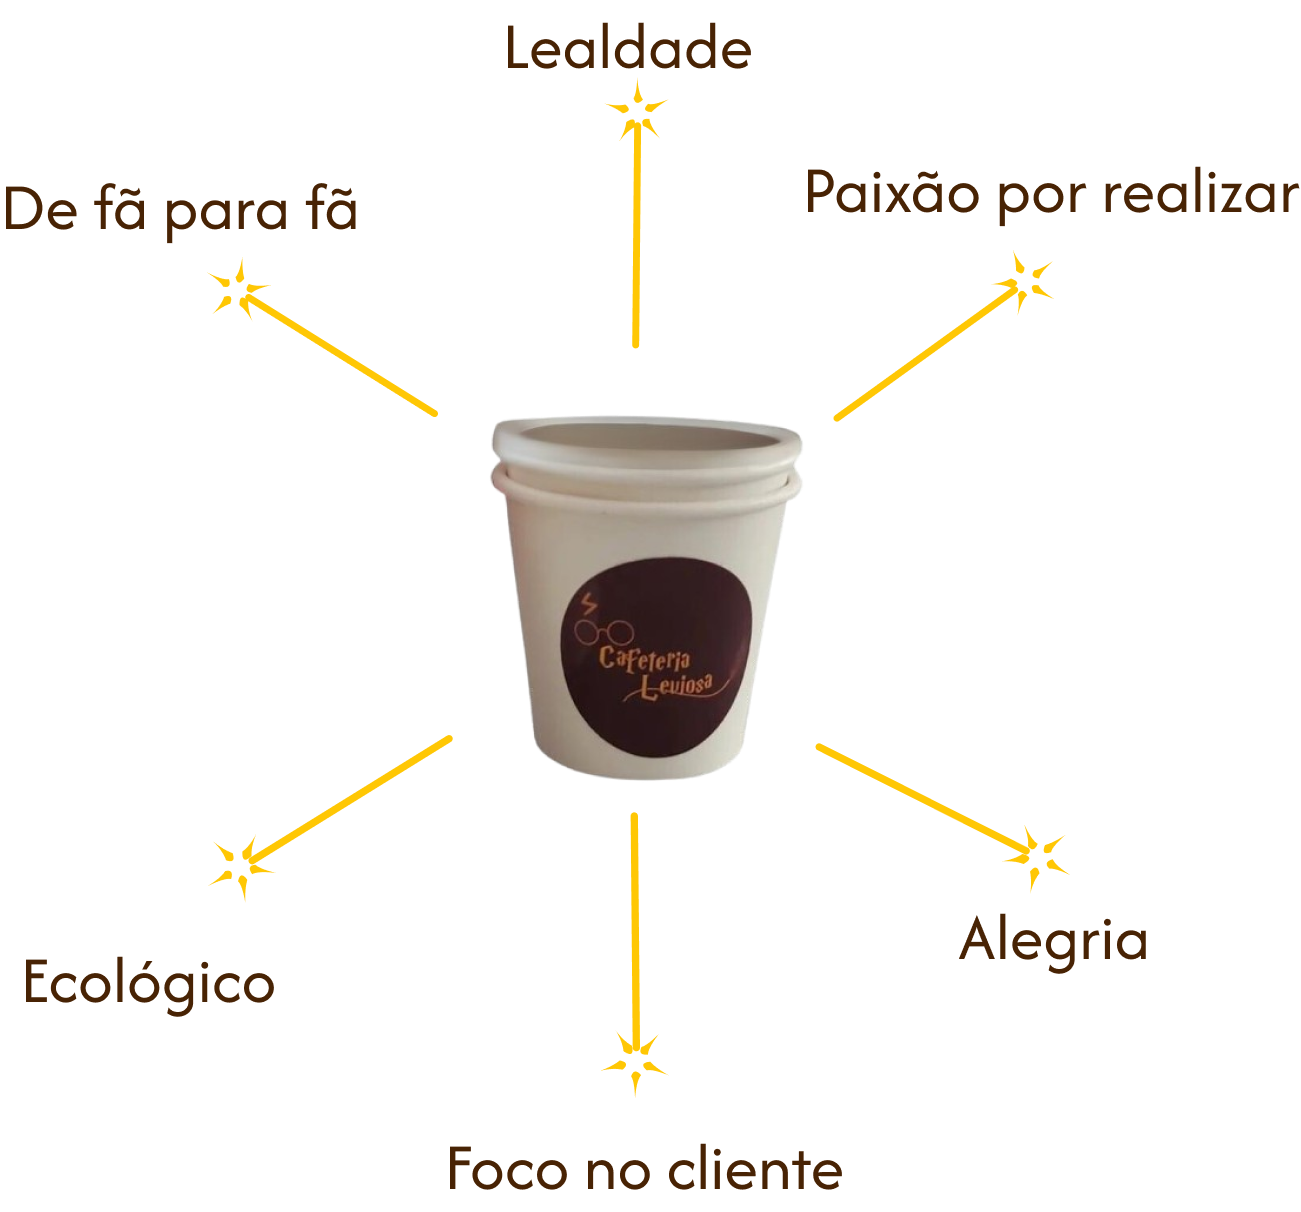 Lealdade
De fã para fã
Paixão por realizar
Cafeteria
Leviosa
Ecológico
Alegria
Foco no cliente